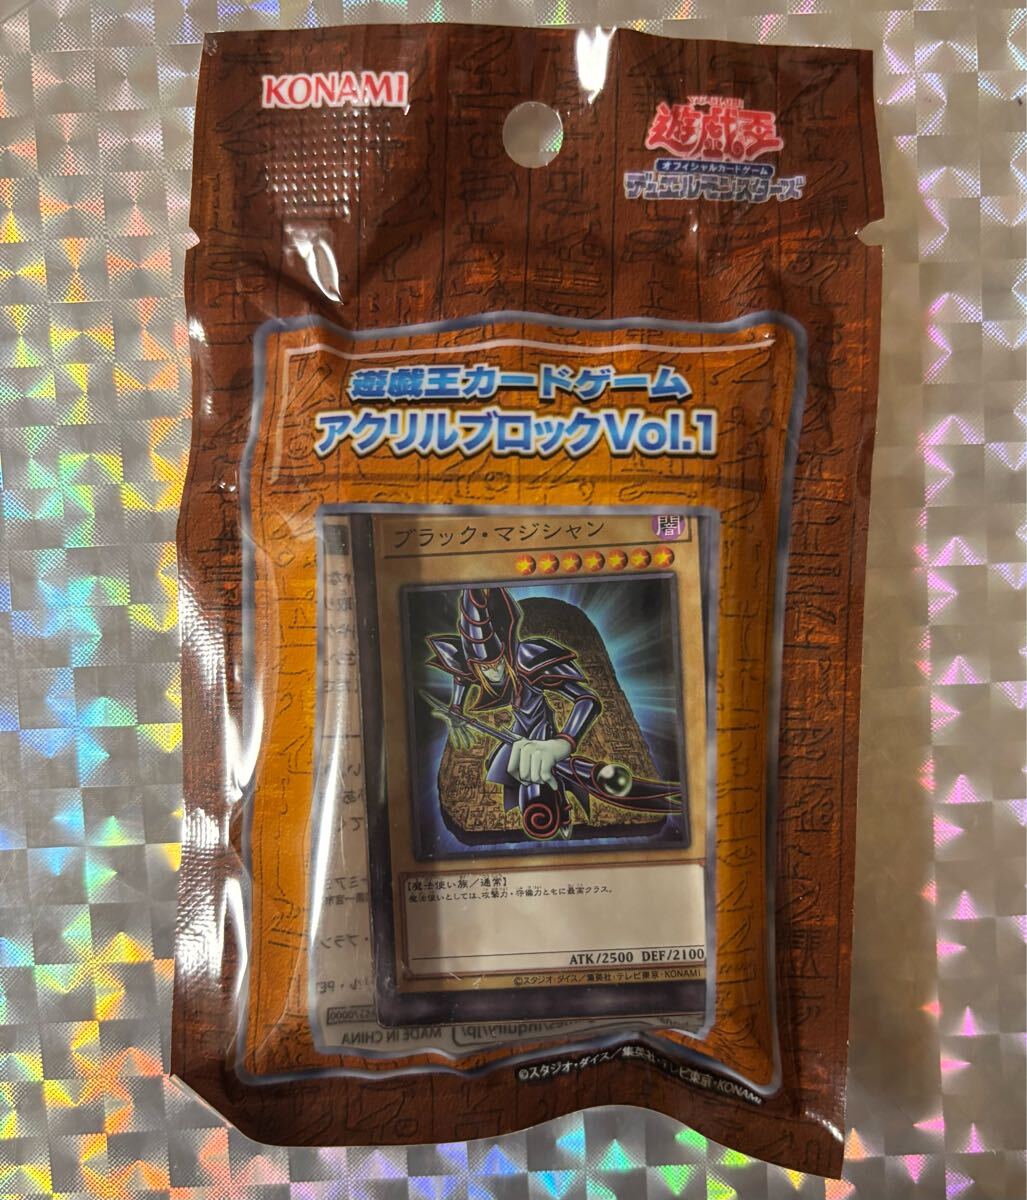 KONAMI
YU-GI-OH!
遊戯王
オフィシャルカードゲーム
デュエルモンスターズ
遊戯王カードゲーム
アクリルブロックVol.1
ブラック・マジシャン
闇
【魔法使い族／通常】
魔法使いとしては、攻撃力・守備力ともに最高クラス。
ATK/2500 DEF/2100
©スタジオ・ダイス／集英社・テレビ東京・KONAMI
MADE IN CHINA
©スタジオ・ダイス／集英社・テレビ東京・KONAMI